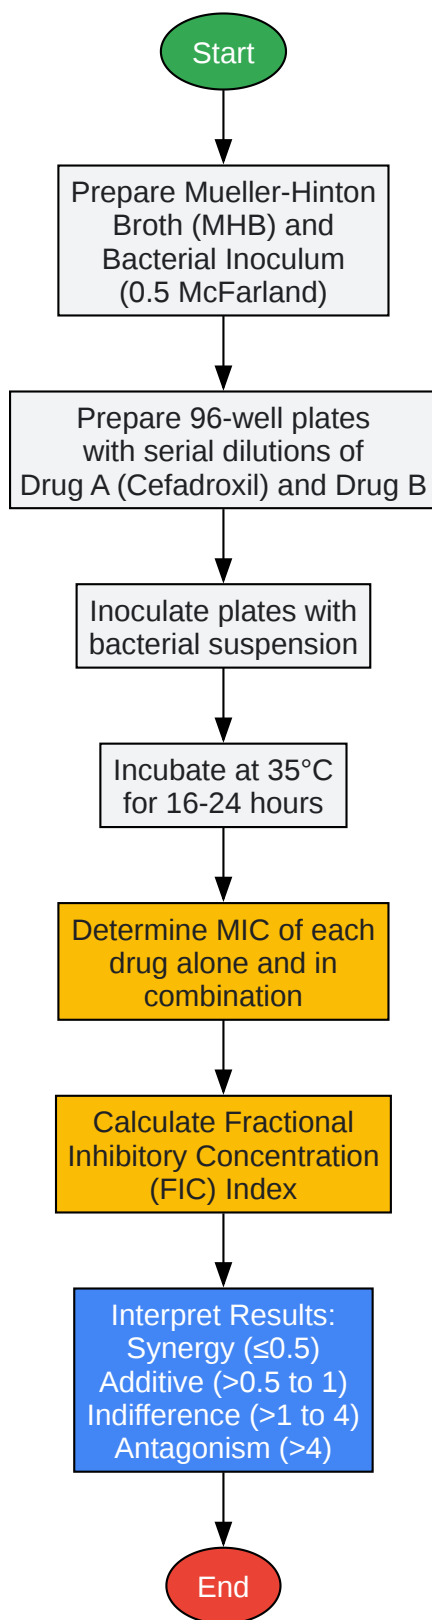 Start
Prepare Mueller-Hinton
Broth (MHB) and
Bacterial Inoculum
(0.5 McFarland)
Prepare 96-well plates
with serial dilutions of
Drug A (Cefadroxil) and Drug B
Inoculate plates with
bacterial suspension
Incubate at 35°C
for 16-24 hours
Determine MIC of each
drug alone and in
combination
Calculate Fractional
Inhibitory Concentration
(FIC) Index
Interpret Results:
Synergy (≤0.5)
Additive (>0.5 to 1)
Indifference (>1 to 4)
Antagonism (>4)
End